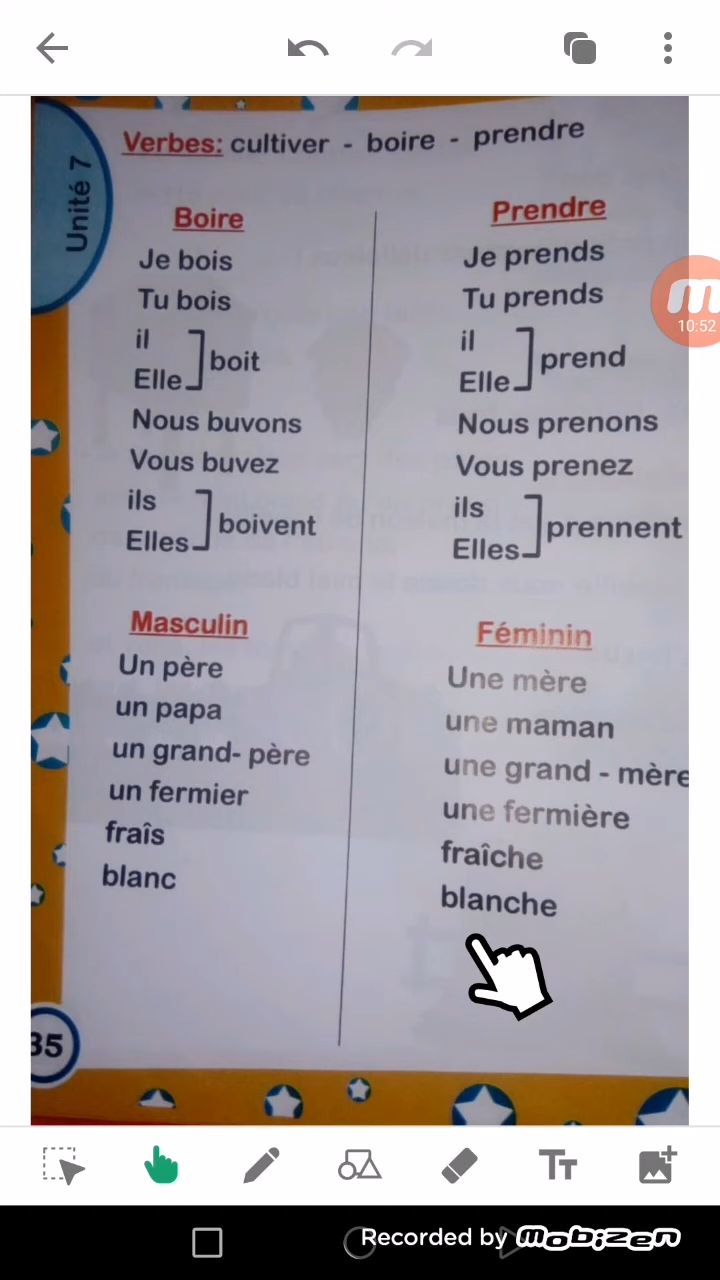 Unité 7
Verbes: cultiver - boire - prendre
Boire
Je bois
Tu bois
il
Elle
boit
Nous buvons
Vous buvez
ils
Elles
boivent
Prendre
Je prends
Tu prends
il
Elle
prend
Nous prenons
Vous prenez
ils
Elles
prennent
Masculin
Un père
un papa
un grand- père
un fermier
fraîs
blanc
Féminin
Une mère
une maman
une grand - mère
une fermière
fraîche
blanche
35
10:52
TT
Recorded by mobizen